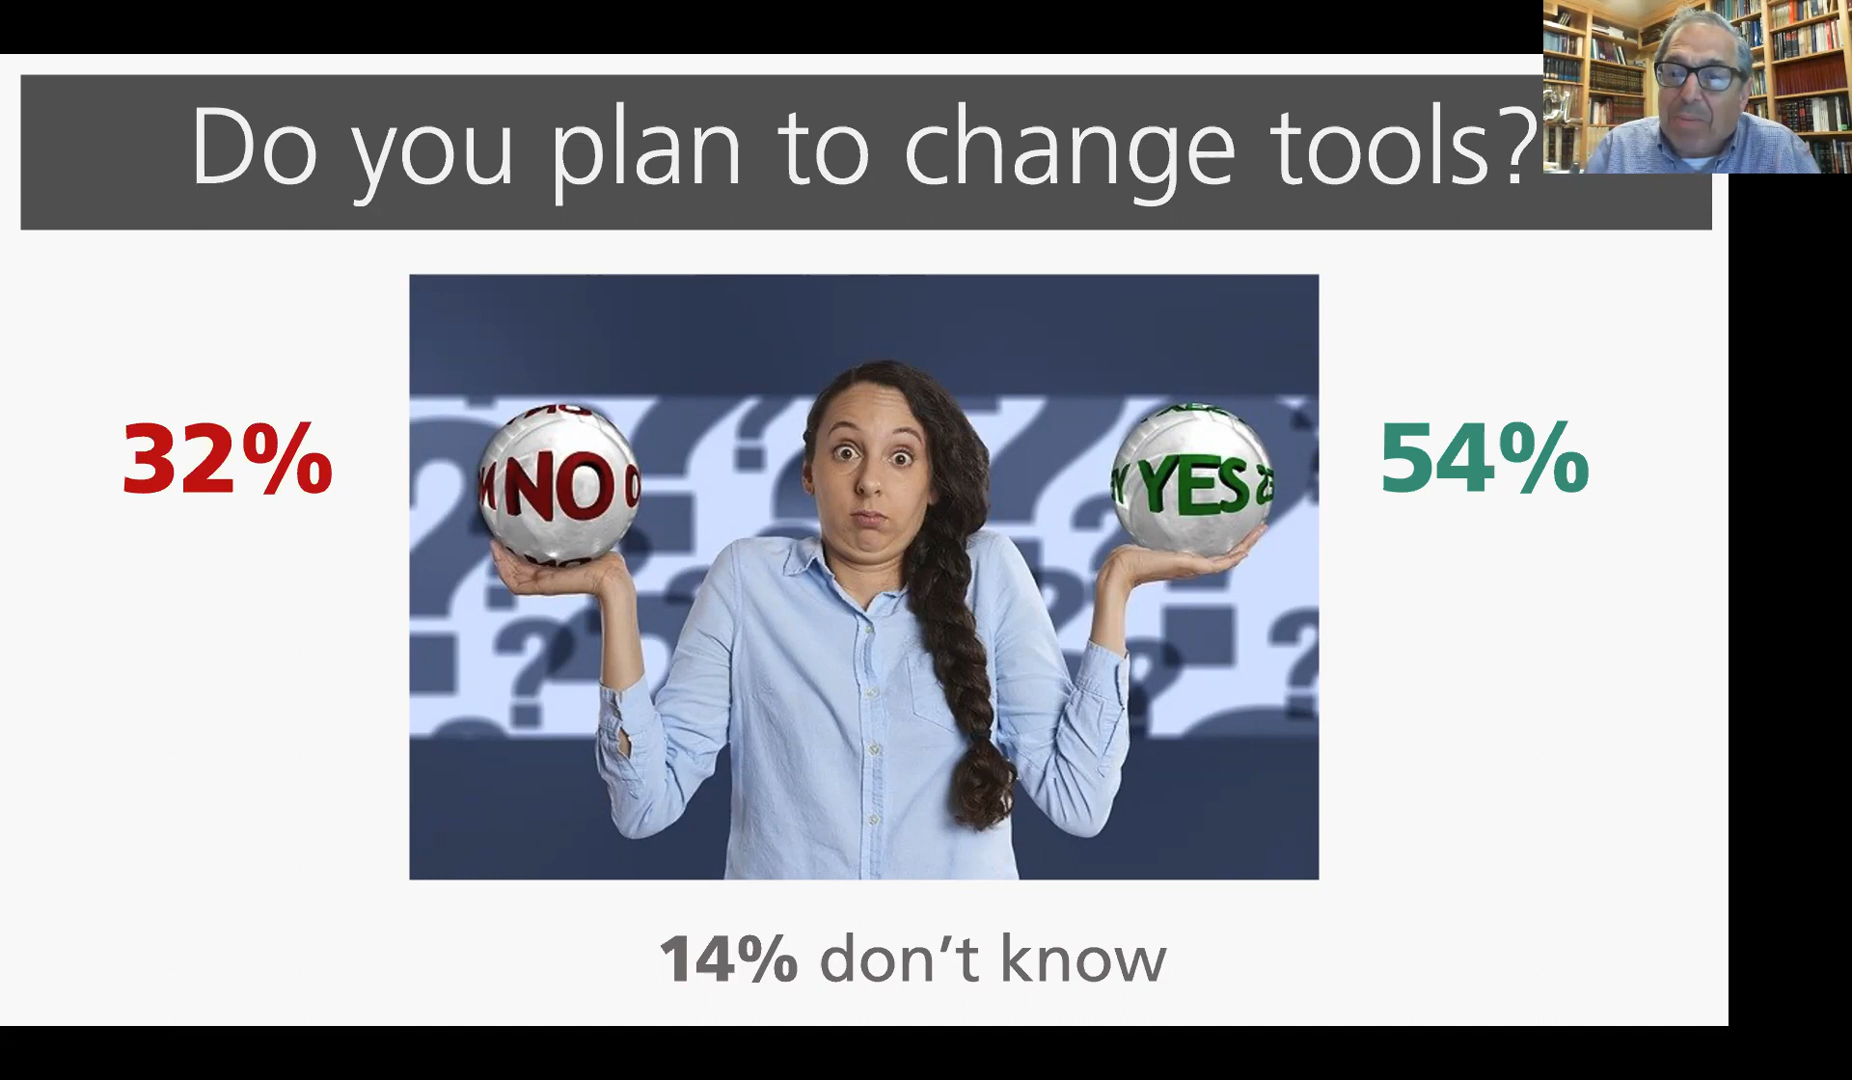 Do you plan to change tools?
32%
NO
YES
54%
14% don’t know